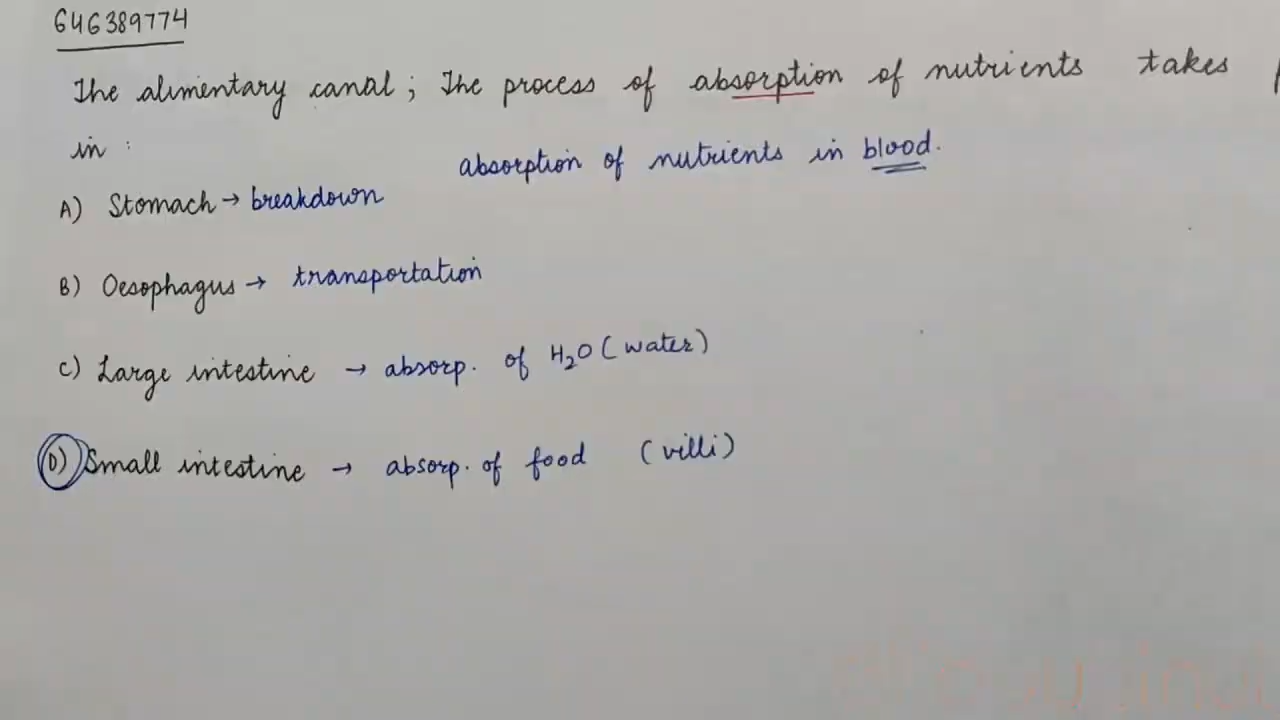 646389774
The alimentary canal ; The process of absorption of nutrients takes
in :
absorption of nutrients in blood.
A) Stomach → breakdown
B) Oesophagus → transportation
C) Large intestine → absorp. of H₂O (water)
D) Small intestine → absorp. of food (villi)